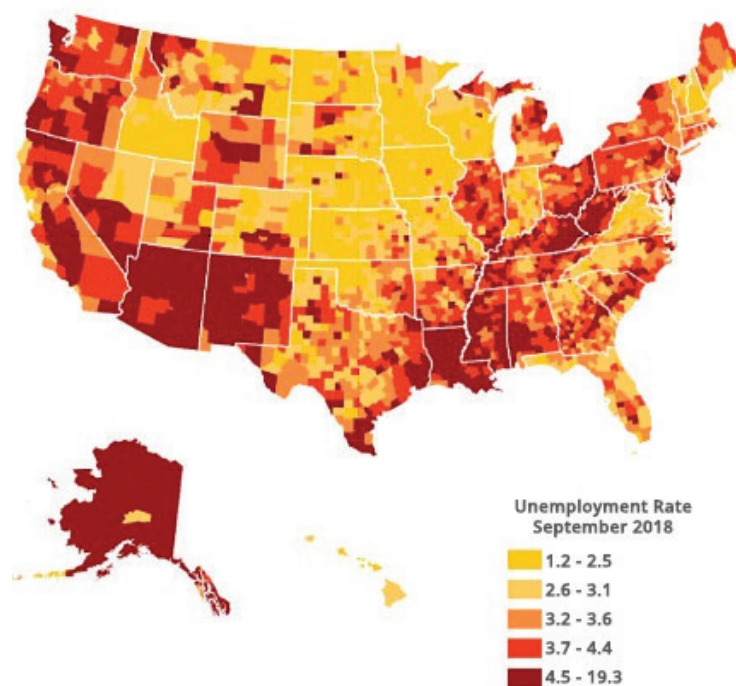 Unemployment Rate
September 2018
1.2 - 2.5
2.6 - 3.1
3.2 - 3.6
3.7 - 4.4
4.5 - 19.3